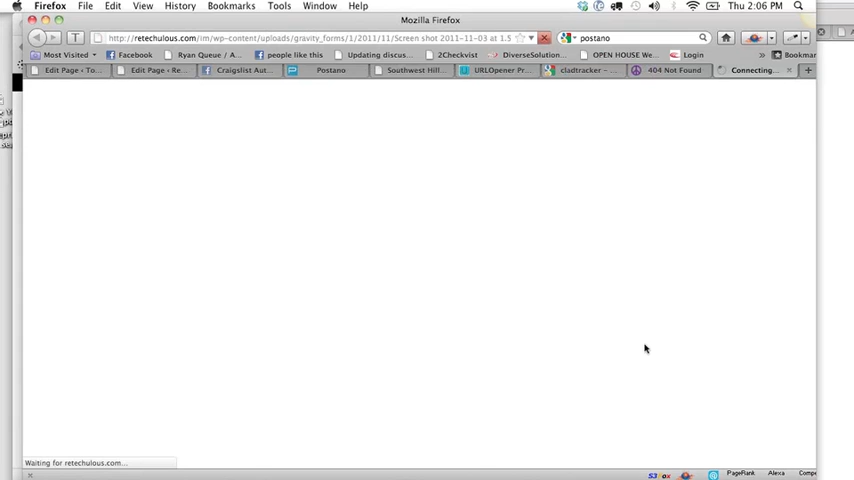 Firefox File Edit View History Bookmarks Tools Window Help Thu 2:06 PM
Mozilla Firefox
http://retechulous.com/im/wp-content/uploads/gravity_forms/1/2011/11/Screen shot 2011-11-03 at 1.5 postano
Most Visited Facebook Ryan Queue / A... people like this Updating discus... 2Checkvist DiverseSolution... OPEN HOUSE We... Login Bookmar
Edit Page ‹ To... Edit Page ‹ Re... Craigslist Aut... Postano Southwest Hill... URLOpener Pr... cladtracker – ... 404 Not Found Connecting...
Waiting for retechulous.com...
S3Fox PageRank Alexa Compe